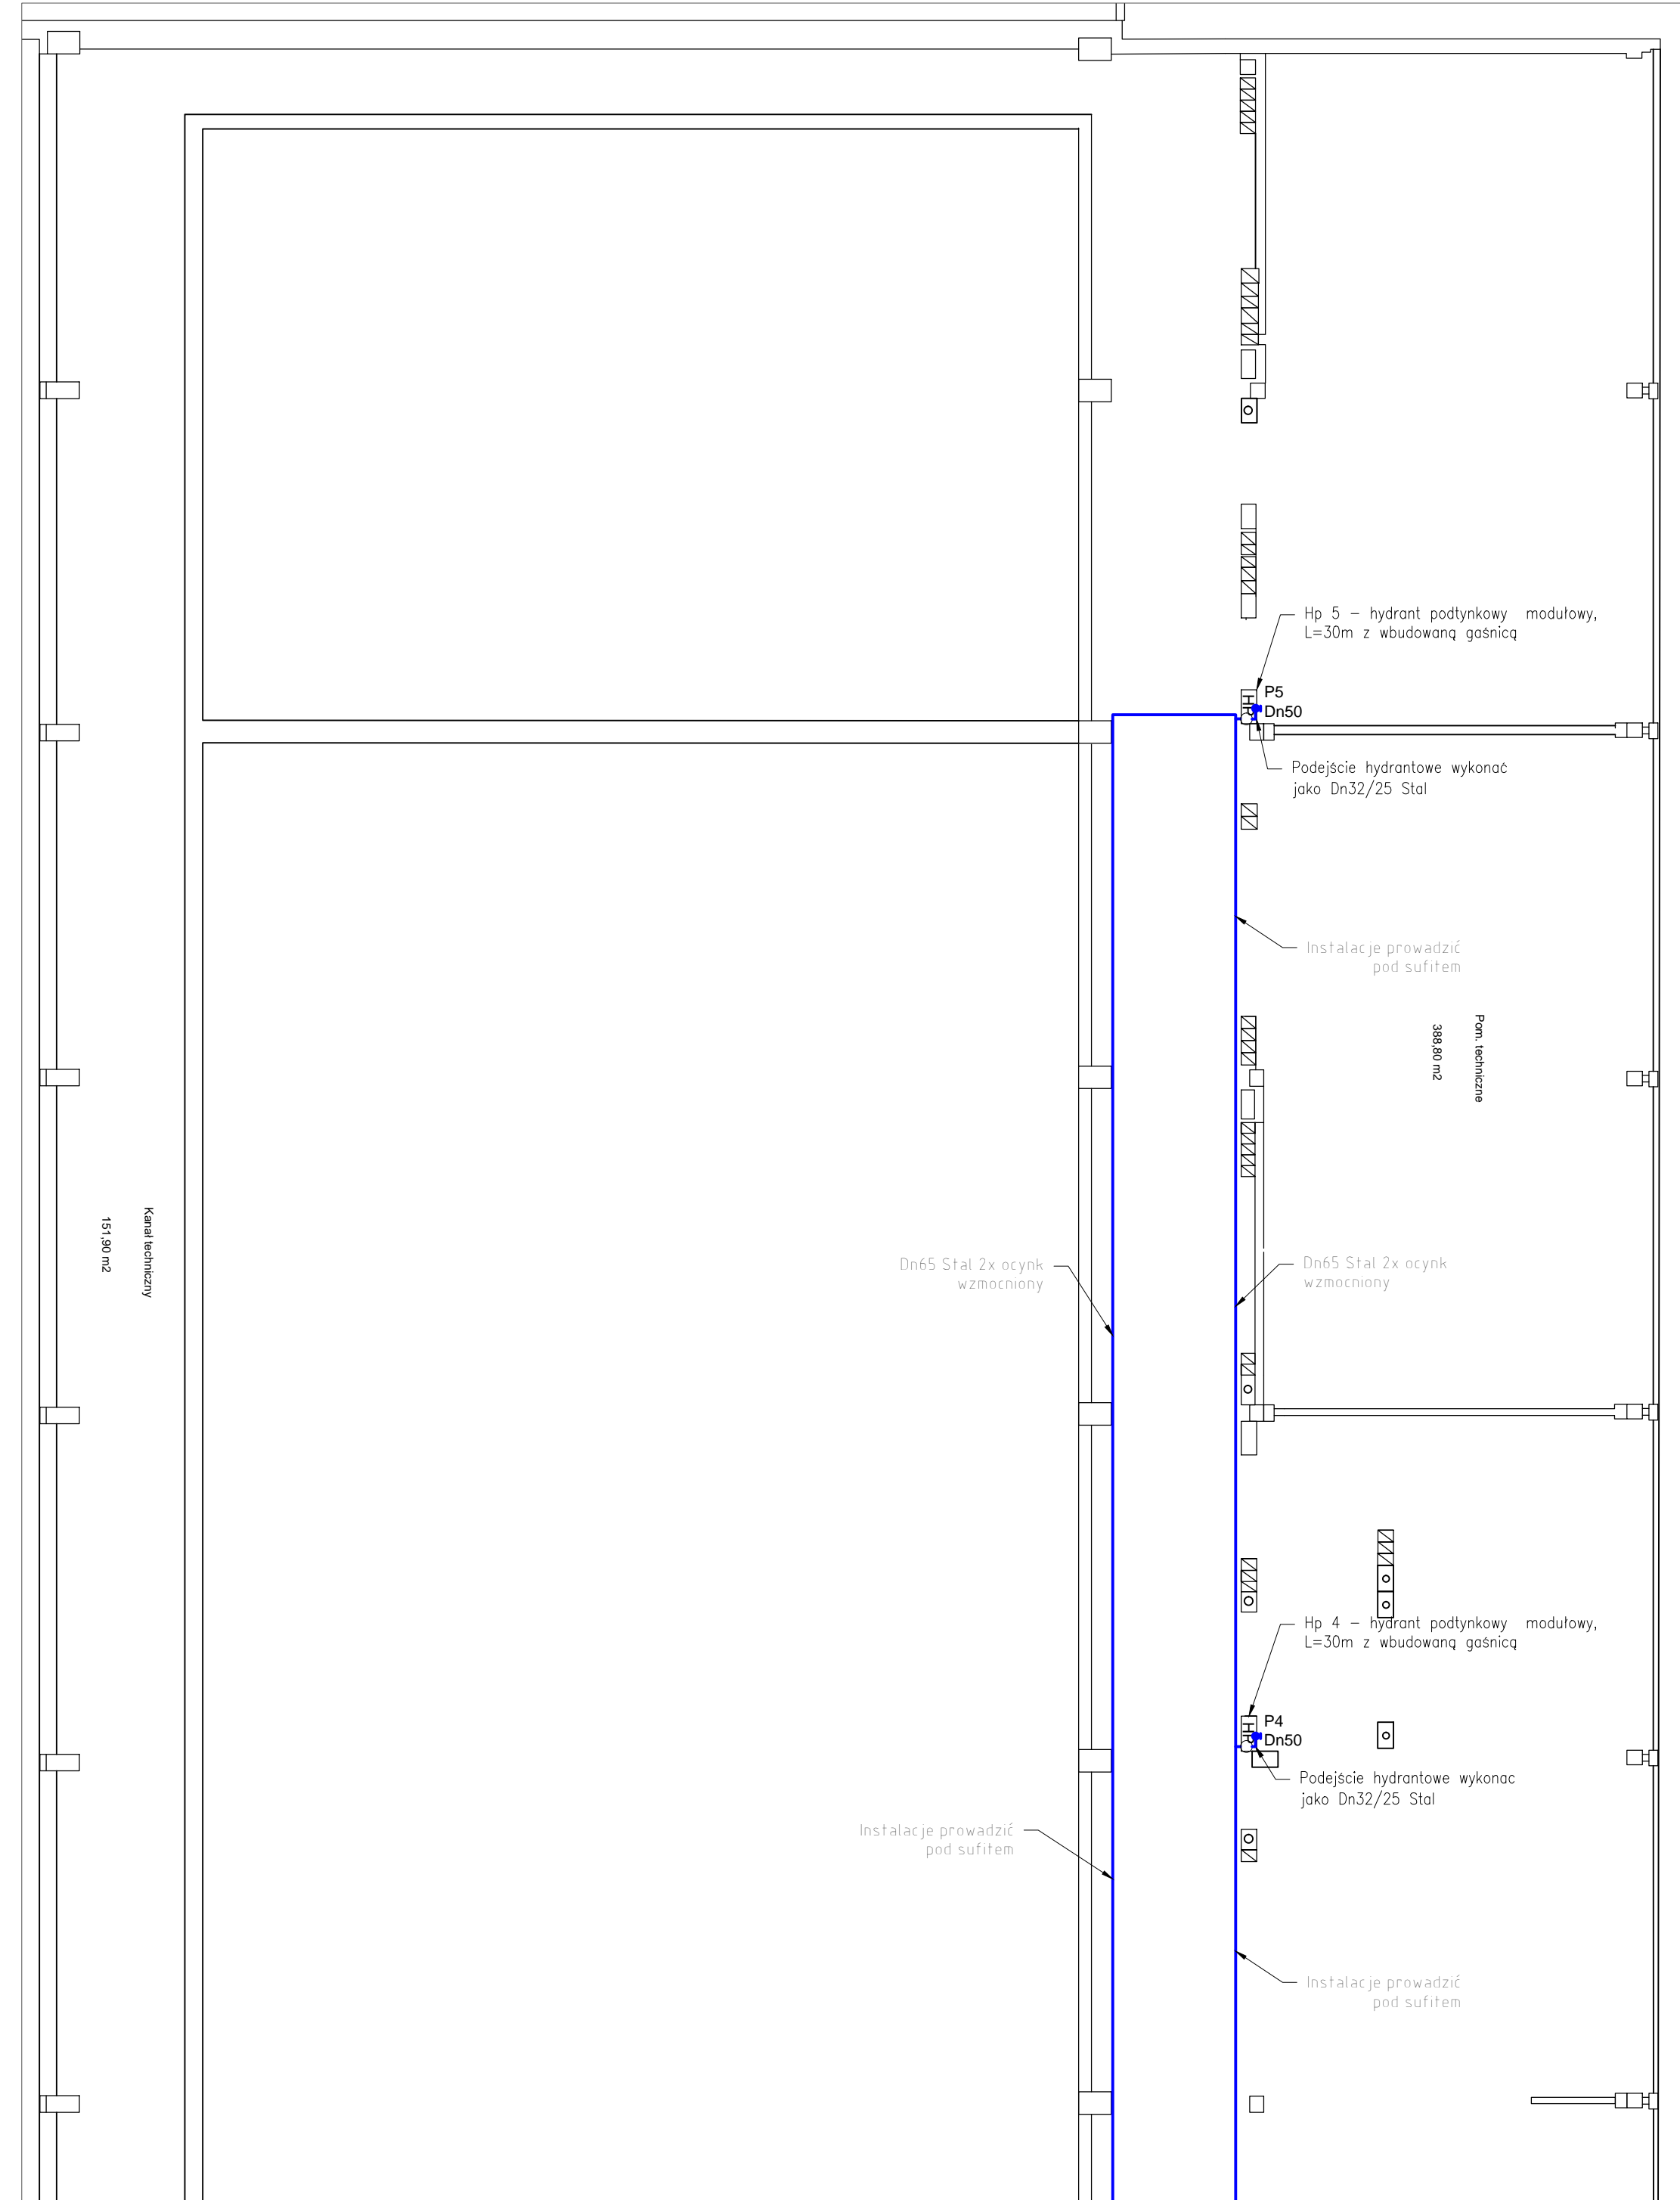 Hp 5 - hydrant podtynkowy modułowy,
L=30m z wbudowaną gaśnicą
P5
HP
Dn50
Podejście hydrantowe wykonać
jako Dn32/25 Stal
Instalacje prowadzić
pod sufitem
Pom. techniczne
388,80 m2
Kanał techniczny
151,90 m2
Dn65 Stal 2x ocynk
wzmocniony
Dn65 Stal 2x ocynk
wzmocniony
Hp 4 - hydrant podtynkowy modułowy,
L=30m z wbudowaną gaśnicą
P4
HP
Dn50
Podejście hydrantowe wykonac
jako Dn32/25 Stal
Instalacje prowadzić
pod sufitem
Instalacje prowadzić
pod sufitem